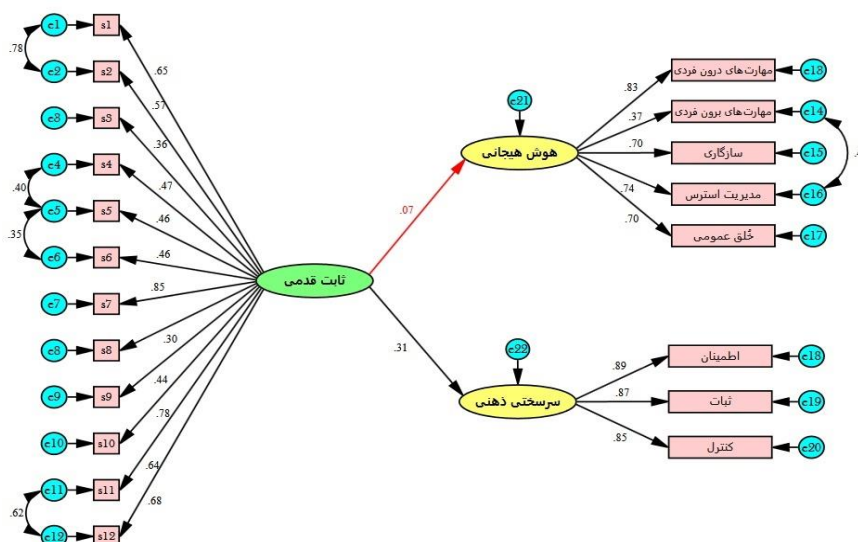 e1
s1
.78
.65
e2
s2
.57
e3
s3
.36
e4
s4
.47
.40
e5
s5
.46
.35
e6
s6
.46
e7
s7
.85
e8
s8
.30
e9
s9
.44
e10
s10
.78
e11
s11
.64
.62
e12
s12
.68
ثابت قدمی
.07
.31
e21
هوش هیجانی
.83
مهارت‌های درون فردی
e13
.37
مهارت‌های برون فردی
e14
.70
سازگاری
e15
.74
مدیریت استرس
e16
.70
خُلق عمومی
e17
e22
سرسختی ذهنی
.89
اطمینان
e18
.87
ثبات
e19
.85
کنترل
e20